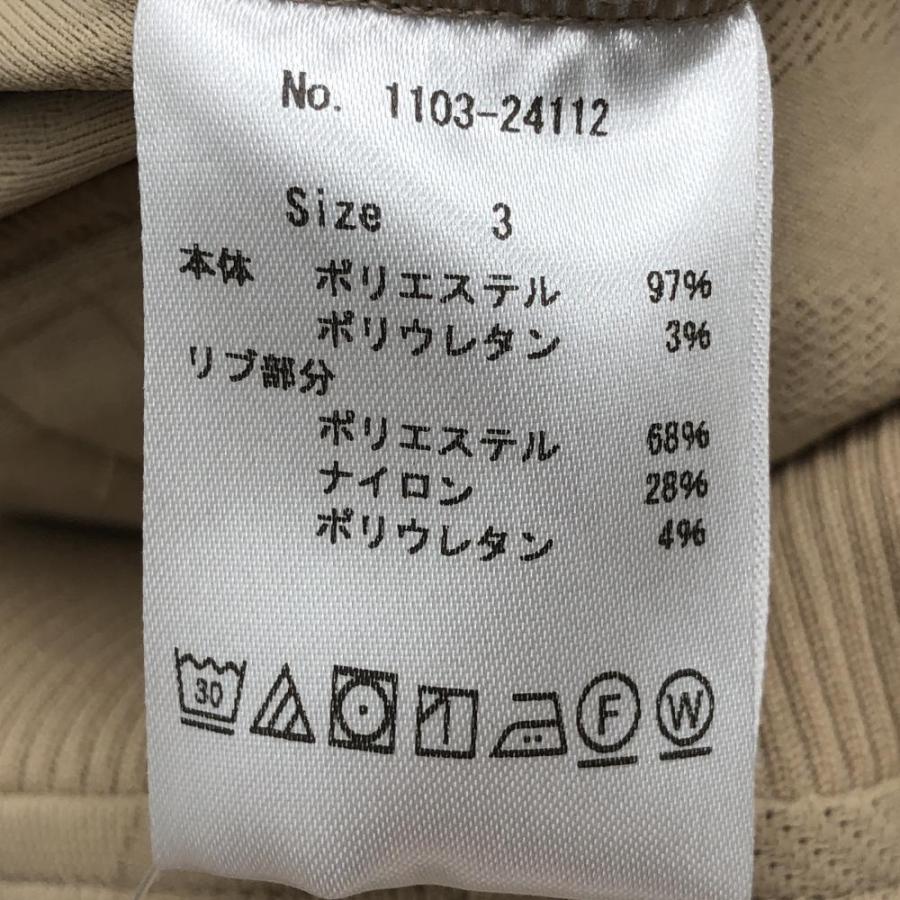 No. 1103-24112
Size 3
本体 ポリエステル 97%
ポリウレタン 3%
リブ部分
ポリエステル 68%
ナイロン 28%
ポリウレタン 4%
30 F W